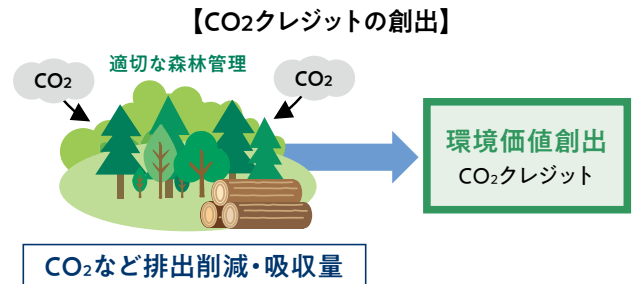 【CO2クレジットの創出】
適切な森林管理
CO2
CO2
環境価値創出
CO2クレジット
CO2など排出削減・吸収量